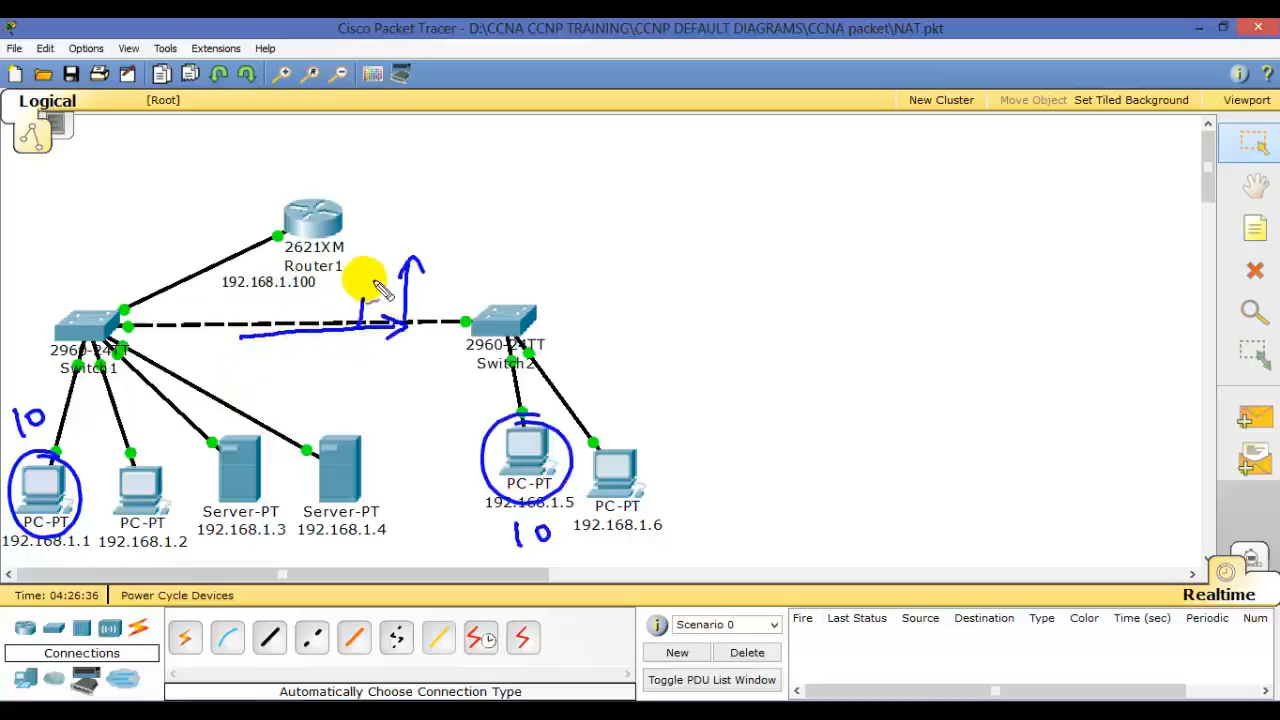 Cisco Packet Tracer - D:\CCNA CCNP TRAINING\CCNP DEFAULT DIAGRAMS\CCNA packet\NAT.pkt
File Edit Options View Tools Extensions Help
Logical [Root] New Cluster Move Object Set Tiled Background Viewport
2621XM
Router1
192.168.1.100
2960-24TT
Switch1
2960-24TT
Switch2
10
PC-PT
192.168.1.1
PC-PT
192.168.1.2
Server-PT
192.168.1.3
Server-PT
192.168.1.4
PC-PT
192.168.1.5
10
PC-PT
192.168.1.6
Time: 04:26:36 Power Cycle Devices Realtime
Connections
Automatically Choose Connection Type
Scenario 0
New Delete
Toggle PDU List Window
Fire Last Status Source Destination Type Color Time (sec) Periodic Num